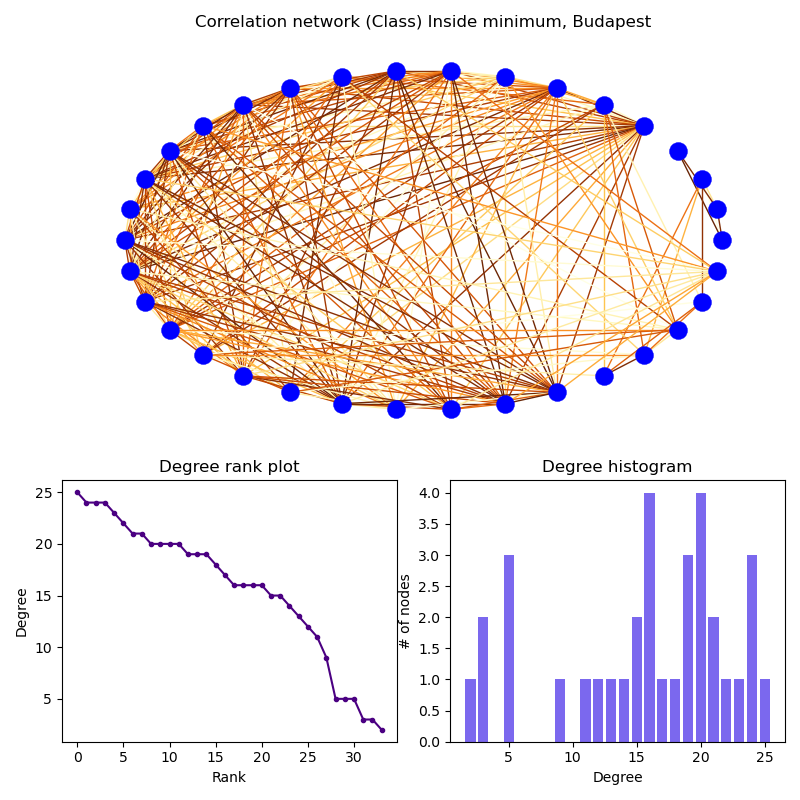 Correlation network (Class) Inside minimum, Budapest
Degree rank plot
25
20
15
10
5
Degree
0 5 10 15 20 25 30
Rank
Degree histogram
4.0
3.5
3.0
2.5
2.0
1.5
1.0
0.5
0.0
# of nodes
5 10 15 20 25
Degree